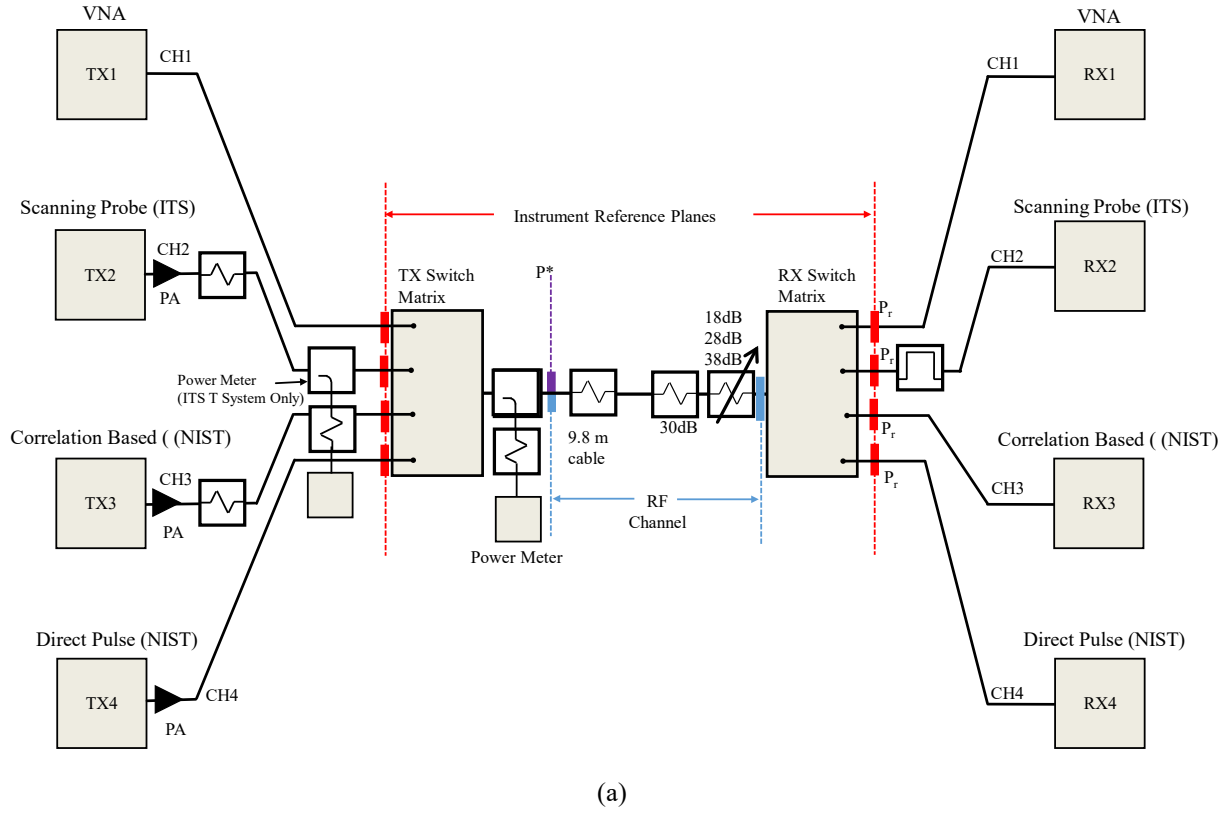 VNA
VNA
CH1
CH1
TX1
RX1
Scanning Probe (ITS)
Scanning Probe (ITS)
Instrument Reference Planes
CH2
CH2
TX2
RX2
PA
TX Switch
Matrix
P*
RX Switch
Matrix
18dB
28dB
38dB
Pr
Pr
Power Meter
(ITS T System Only)
30dB
9.8 m
cable
Pr
Correlation Based ( (NIST)
Correlation Based ( (NIST)
CH3
CH3
Pr
TX3
RX3
PA
RF
Channel
Power Meter
Direct Pulse (NIST)
Direct Pulse (NIST)
TX4
CH4
CH4
RX4
PA
(a)